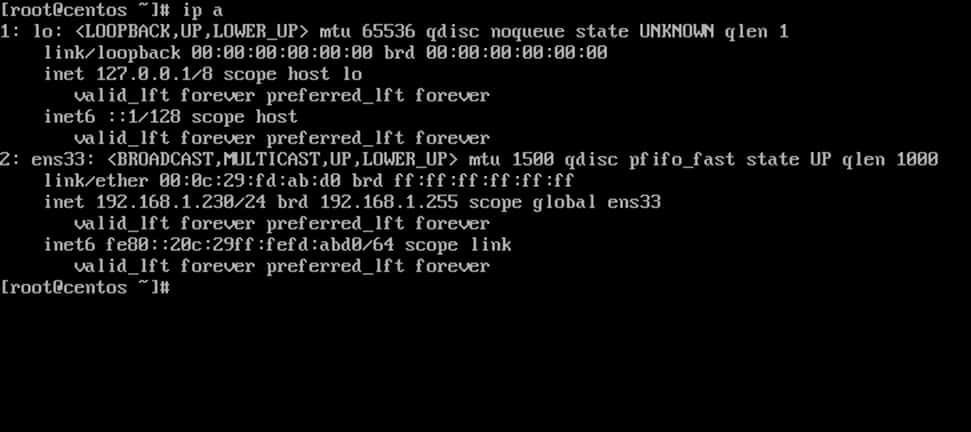 [root@centos ~]# ip a
1: lo: <LOOPBACK,UP,LOWER_UP> mtu 65536 qdisc noqueue state UNKNOWN qlen 1
    link/loopback 00:00:00:00:00:00 brd 00:00:00:00:00:00
    inet 127.0.0.1/8 scope host lo
       valid_lft forever preferred_lft forever
    inet6 ::1/128 scope host
       valid_lft forever preferred_lft forever
2: ens33: <BROADCAST,MULTICAST,UP,LOWER_UP> mtu 1500 qdisc pfifo_fast state UP qlen 1000
    link/ether 00:0c:29:fd:ab:d0 brd ff:ff:ff:ff:ff:ff
    inet 192.168.1.230/24 brd 192.168.1.255 scope global ens33
       valid_lft forever preferred_lft forever
    inet6 fe80::20c:29ff:fefd:abd0/64 scope link
       valid_lft forever preferred_lft forever
[root@centos ~]#